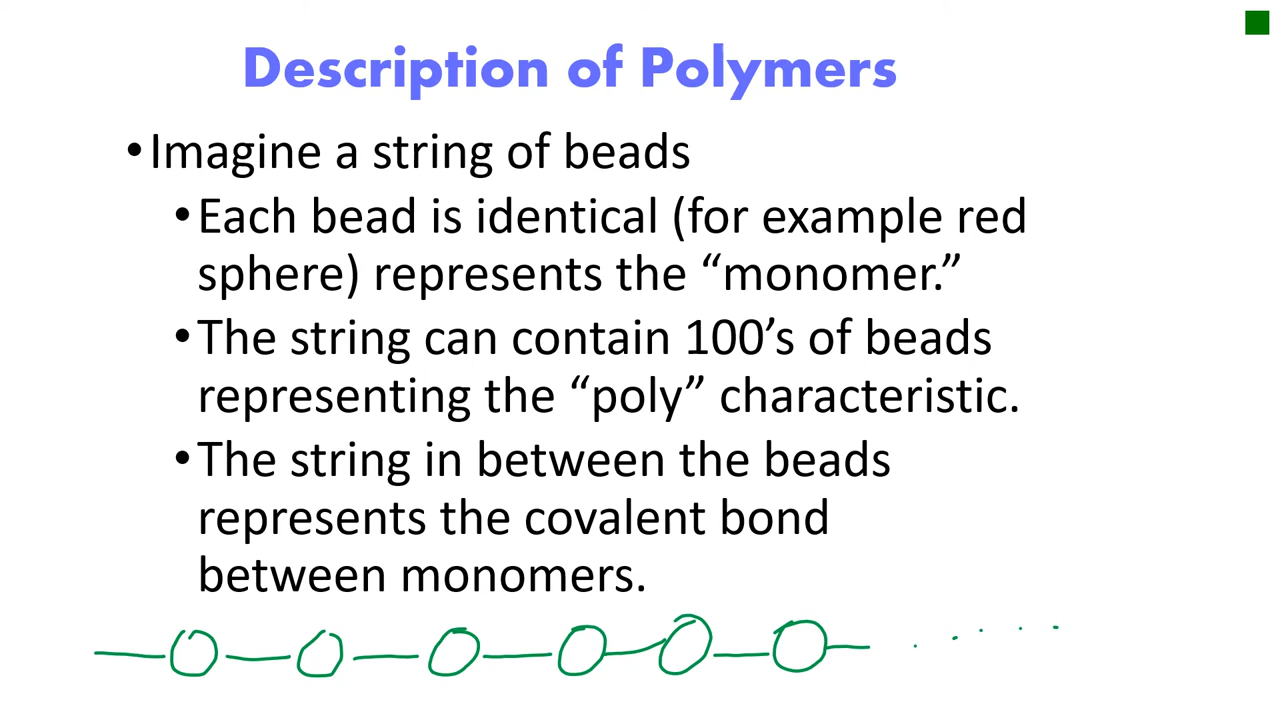 Description of Polymers
•Imagine a string of beads
•Each bead is identical (for example red
sphere) represents the “monomer.”
•The string can contain 100’s of beads
representing the “poly” characteristic.
•The string in between the beads
represents the covalent bond
between monomers.